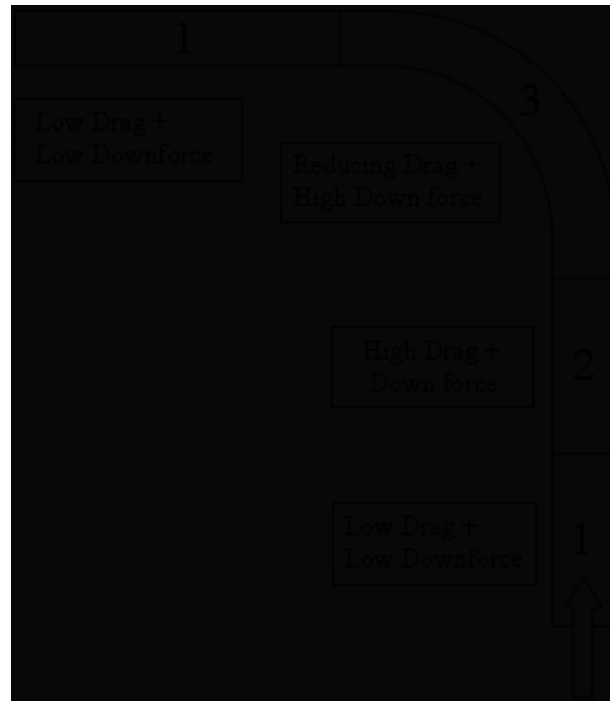 1
3
Low Drag +
Low Downforce
Reducing Drag +
High Down force
High Drag +
Down force
2
Low Drag +
Low Downforce
1